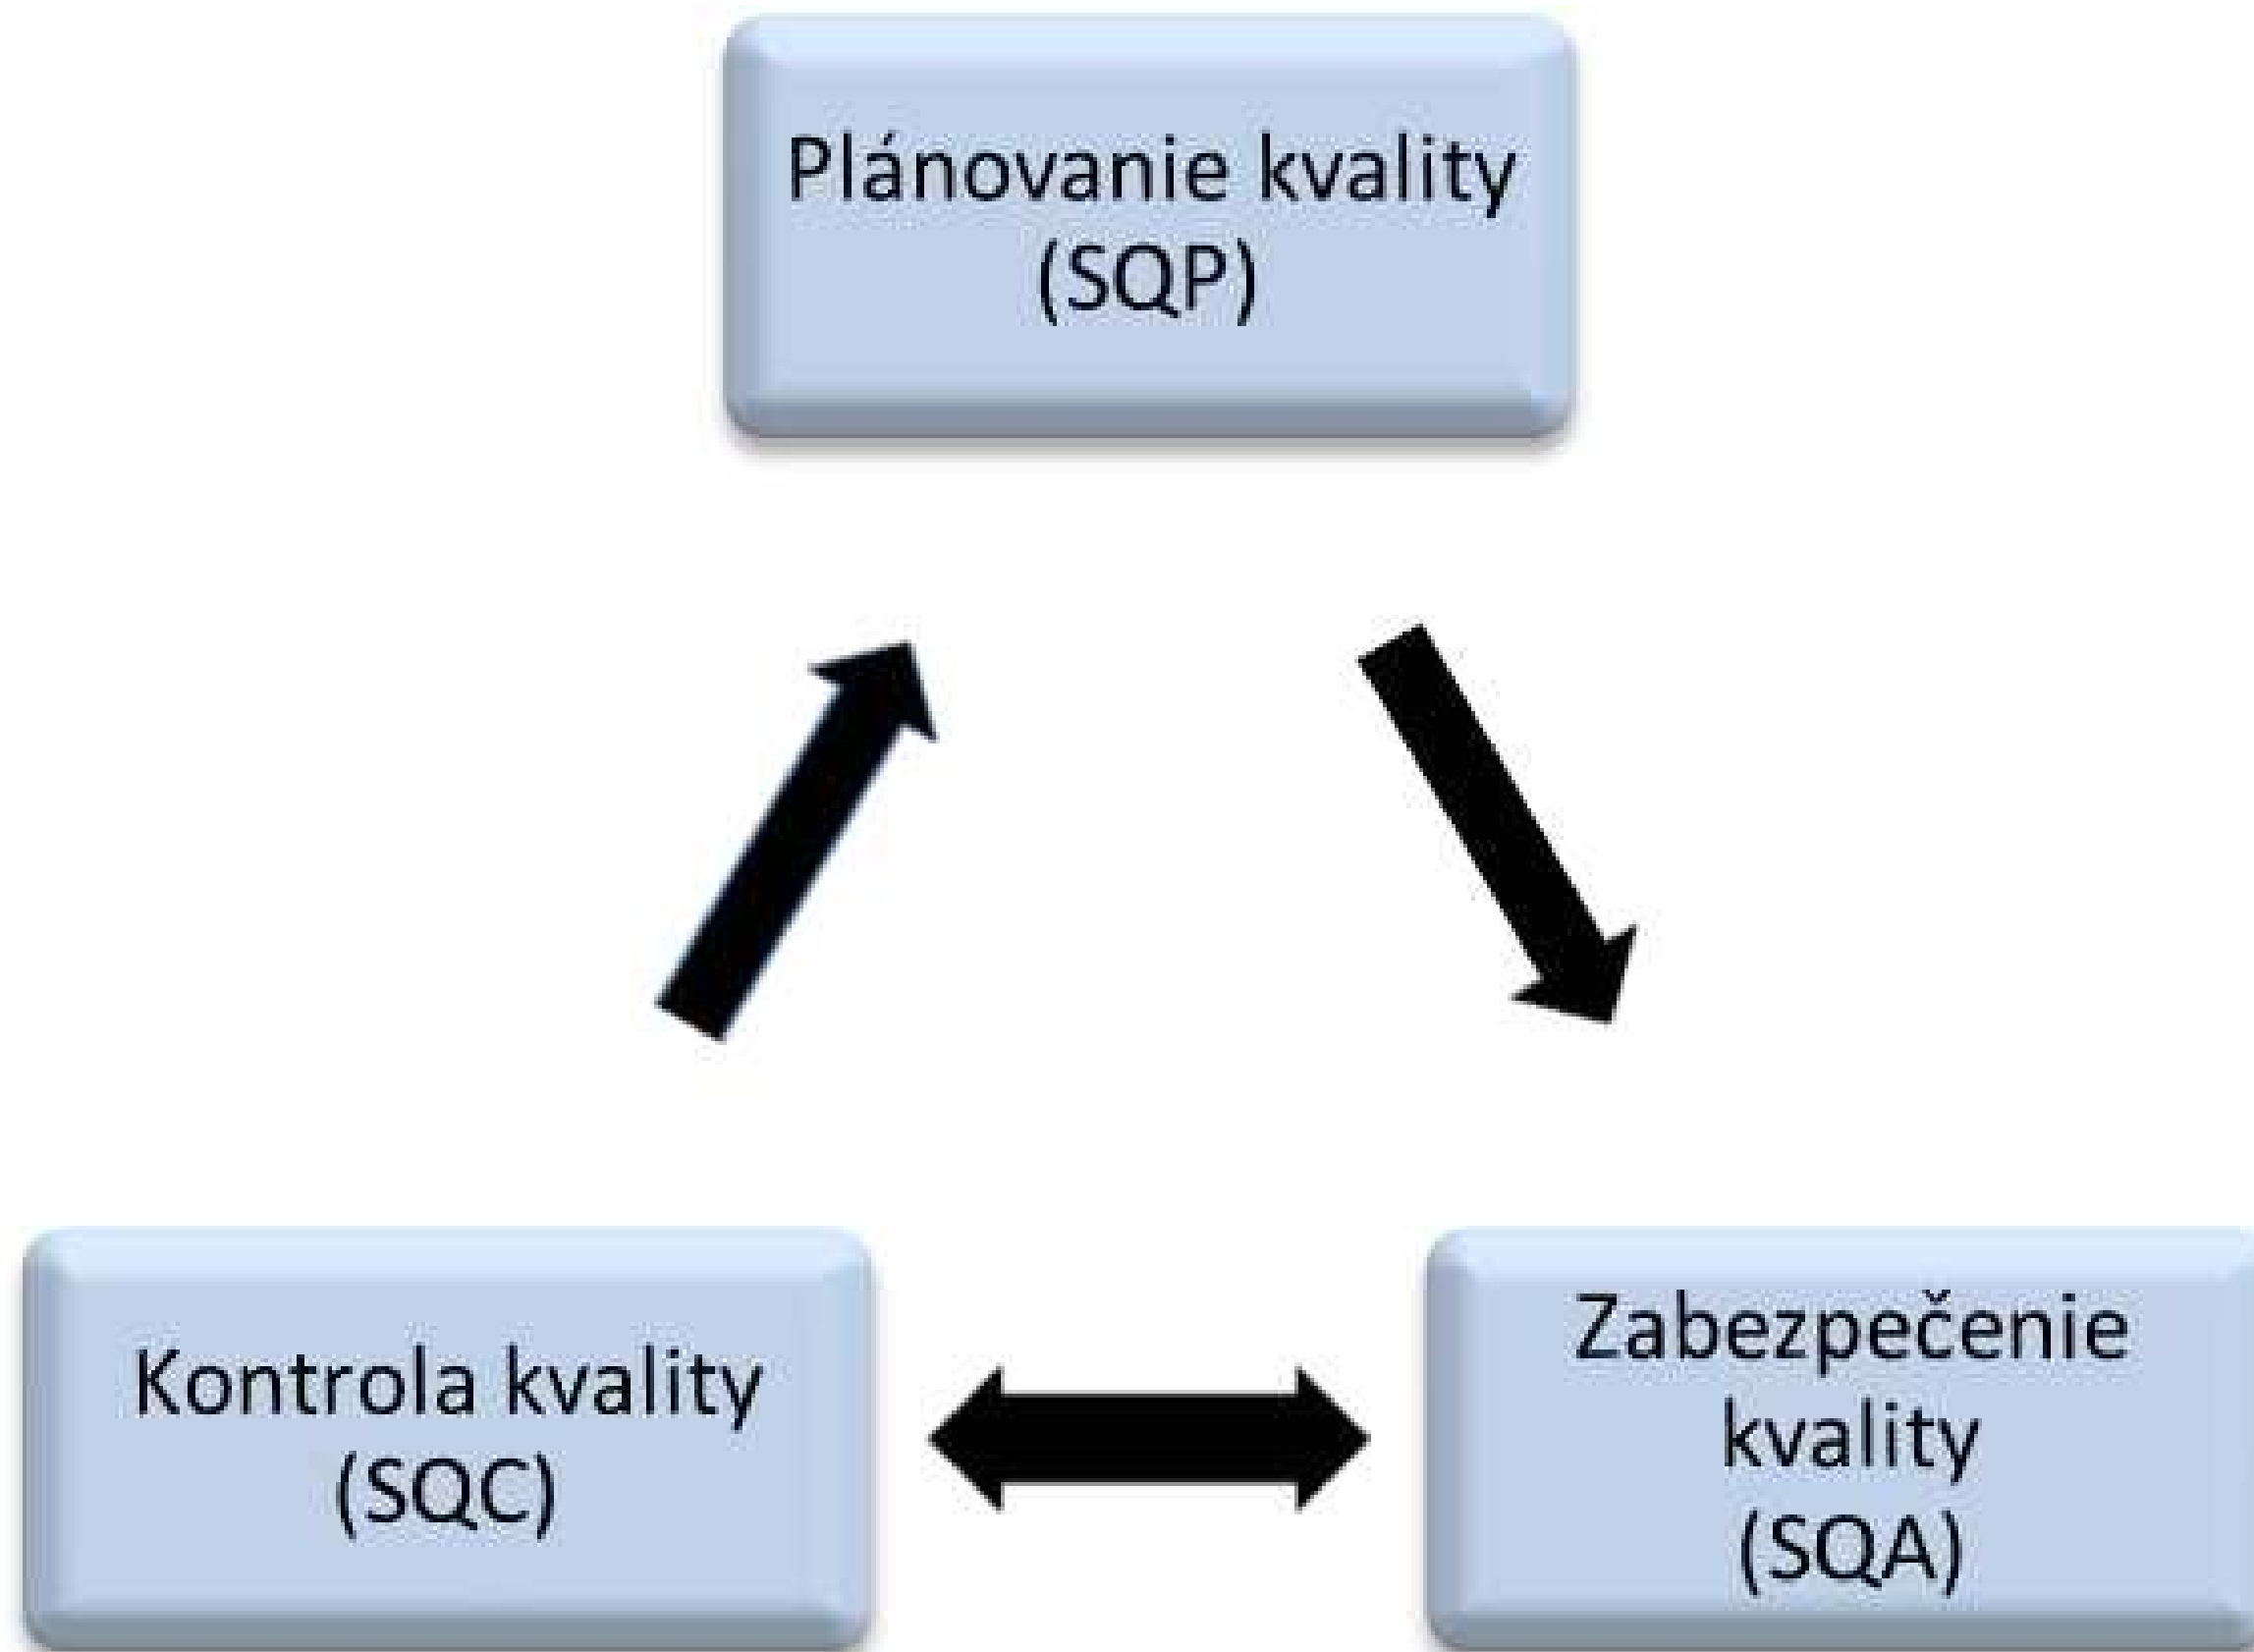 Plánovanie kvality
(SQP)
Kontrola kvality
(SQC)
Zabezpečenie
kvality
(SQA)